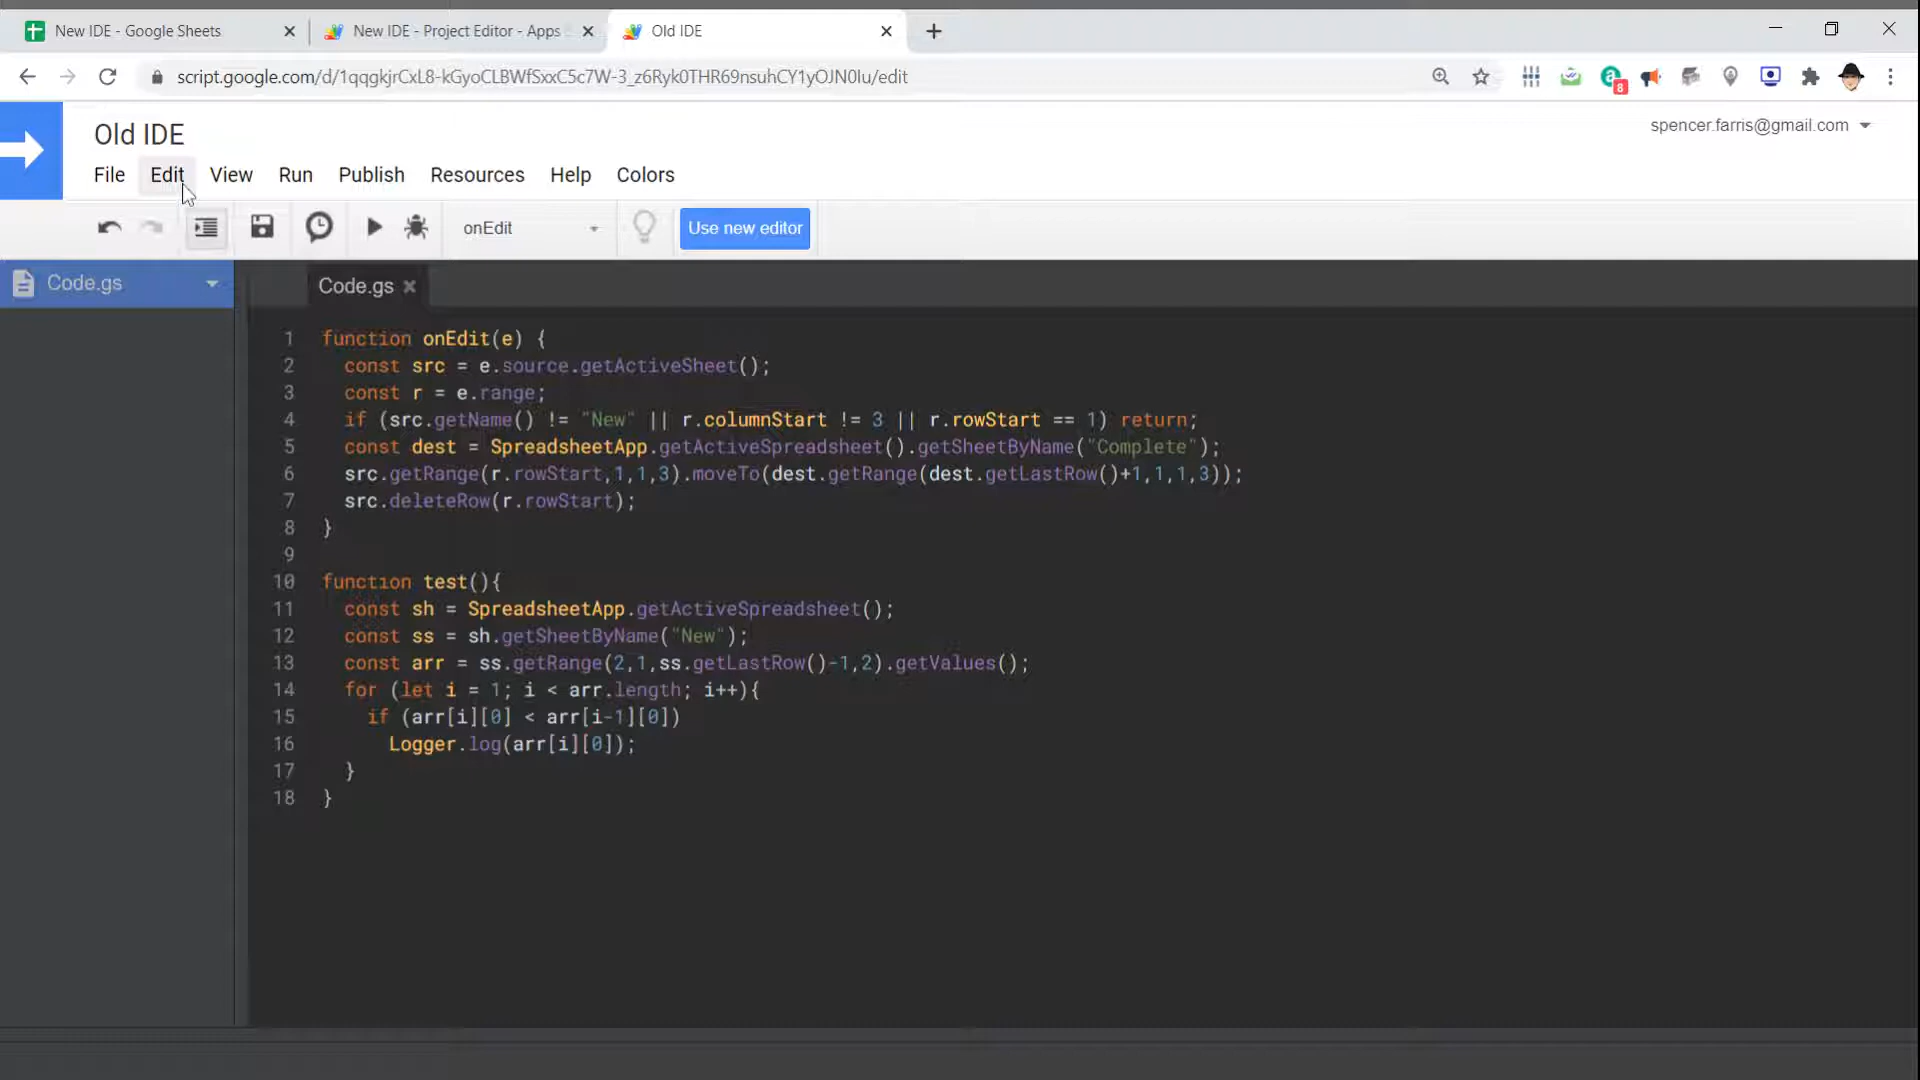 New IDE - Google Sheets
New IDE - Project Editor - Apps
Old IDE
script.google.com/d/1qqgkjrCxL8-kGyoCLBWfSxxC5c7W-3_z6Ryk0THR69nsuhCY1yOJN0lu/edit
8
Old IDE
spencer.farris@gmail.com
File Edit View Run Publish Resources Help Colors
onEdit
Use new editor
Code.gs
Code.gs
1 function onEdit(e) {
2 const src = e.source.getActiveSheet();
3 const r = e.range;
4 if (src.getName() != "New" || r.columnStart != 3 || r.rowStart == 1) return;
5 const dest = SpreadsheetApp.getActiveSpreadsheet().getSheetByName("Complete");
6 src.getRange(r.rowStart,1,1,3).moveTo(dest.getRange(dest.getLastRow()+1,1,1,3));
7 src.deleteRow(r.rowStart);
8 }
9
10 function test(){
11 const sh = SpreadsheetApp.getActiveSpreadsheet();
12 const ss = sh.getSheetByName("New");
13 const arr = ss.getRange(2,1,ss.getLastRow()-1,2).getValues();
14 for (let i = 1; i < arr.length; i++){
15 if (arr[i][0] < arr[i-1][0])
16 Logger.log(arr[i][0]);
17 }
18 }